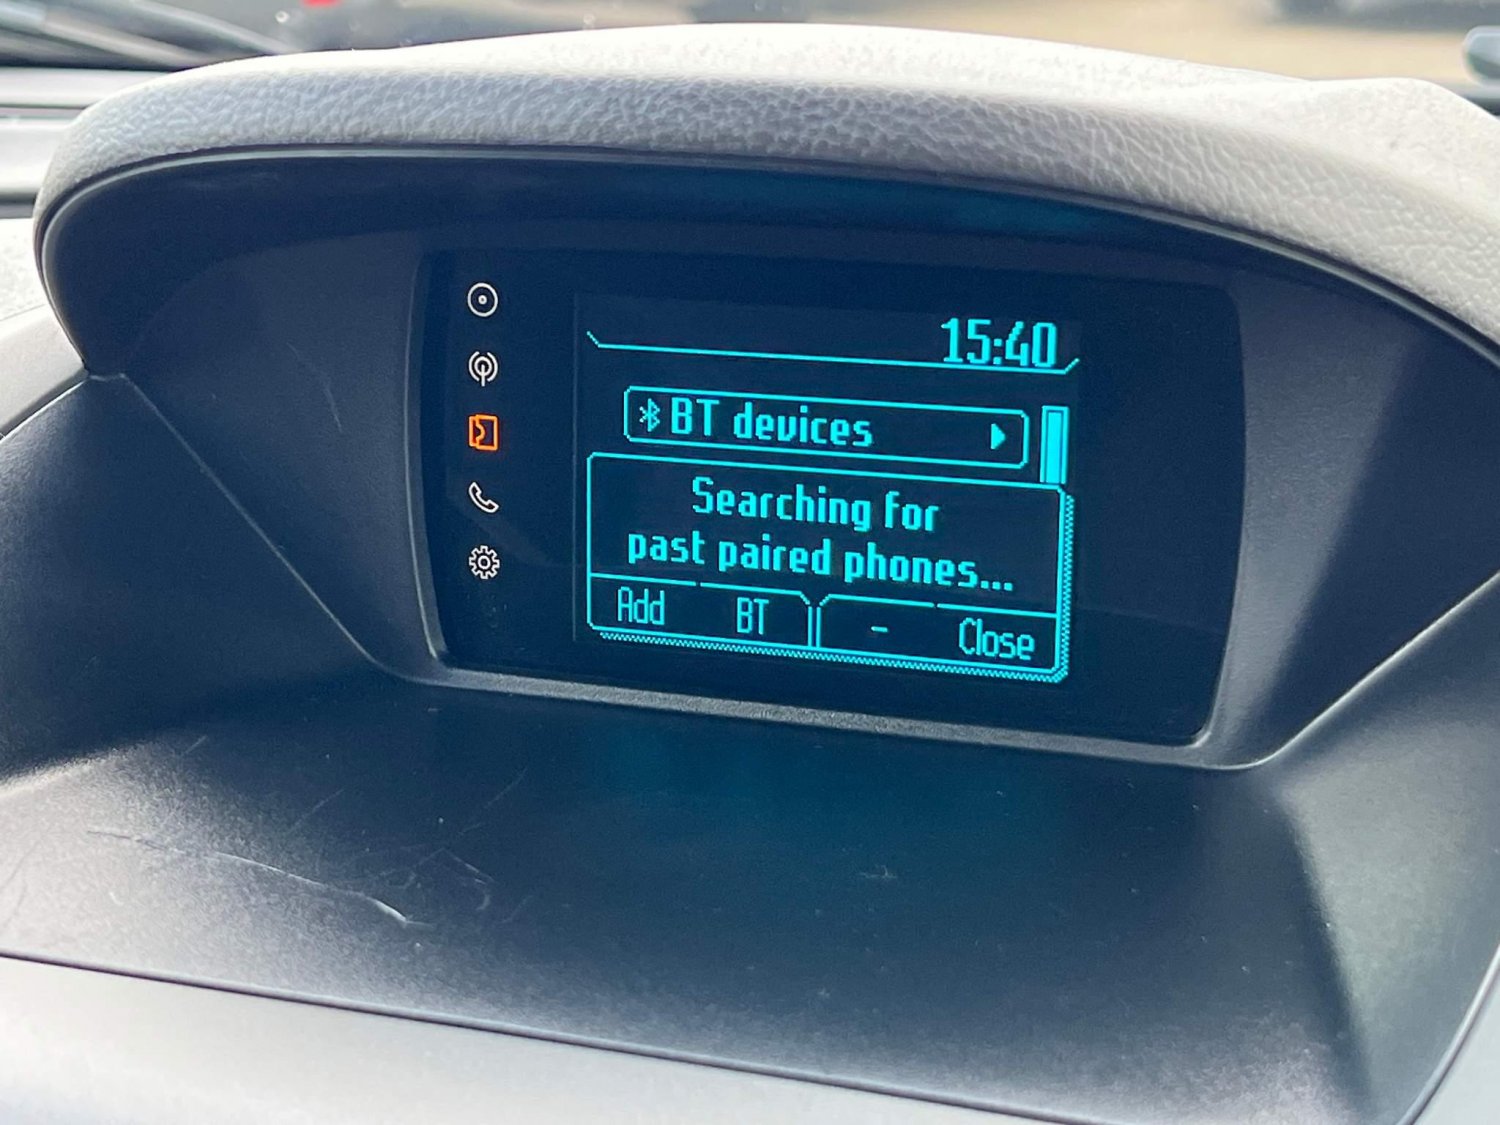 15:40
BT devices
Searching for
past paired phones...
Add BT - Close